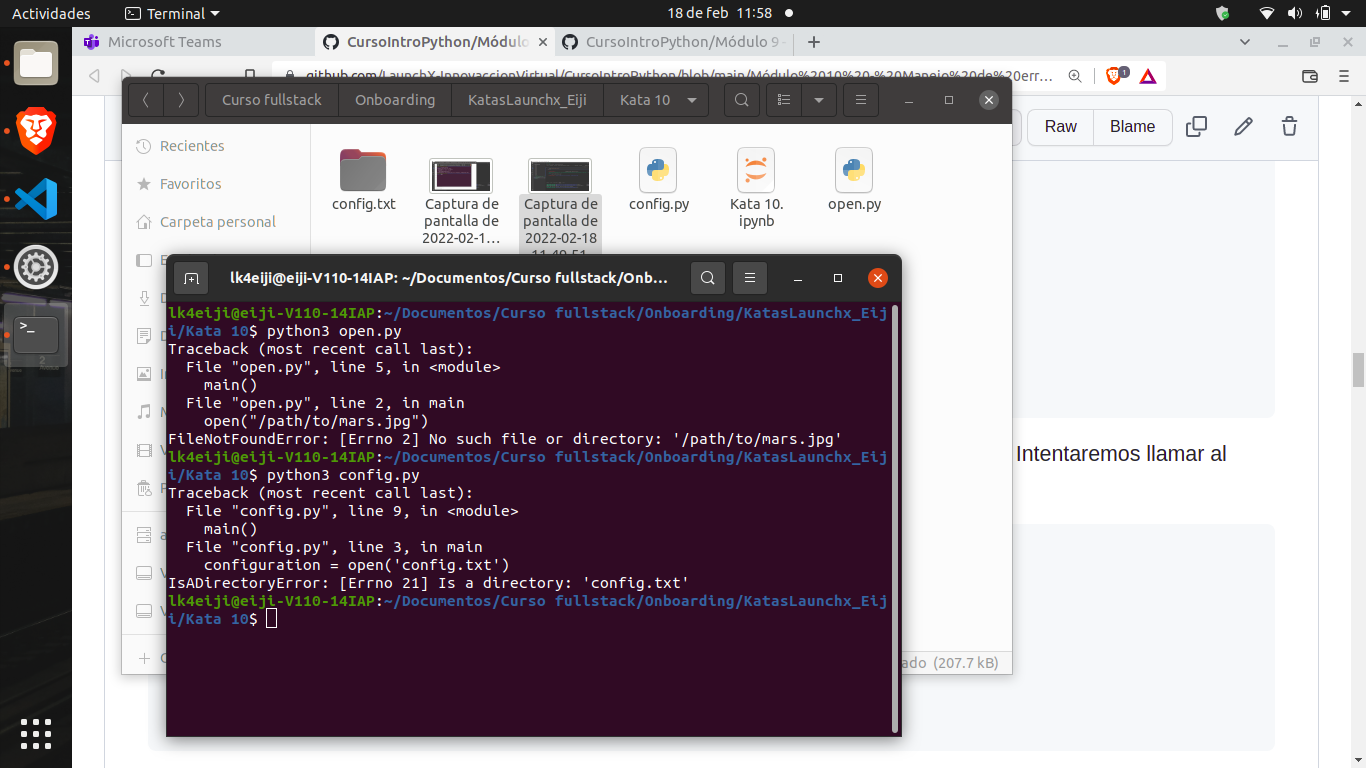 Actividades
Terminal
18 de feb 11:58
Microsoft Teams
CursoIntroPython/Módulo
CursoIntroPython/Módulo 9
github.com/LaunchX-InnovaccionVirtual/CursoIntroPython/blob/main/Módulo%2010%20-%20Manejo%20de%20err…
1
Curso fullstack
Onboarding
KatasLaunchx_Eiji
Kata 10
Raw
Blame
Recientes
Favoritos
Carpeta personal
config.txt
Captura de
pantalla de
2022-02-1…
Captura de
pantalla de
2022-02-18
config.py
Kata 10.
ipynb
open.py
lk4eiji@eiji-V110-14IAP: ~/Documentos/Curso fullstack/Onb…
lk4eiji@eiji-V110-14IAP:~/Documentos/Curso fullstack/Onboarding/KatasLaunchx_Eij
i/Kata 10$ python3 open.py
Traceback (most recent call last):
  File "open.py", line 5, in <module>
    main()
  File "open.py", line 2, in main
    open("/path/to/mars.jpg")
FileNotFoundError: [Errno 2] No such file or directory: '/path/to/mars.jpg'
lk4eiji@eiji-V110-14IAP:~/Documentos/Curso fullstack/Onboarding/KatasLaunchx_Eij
i/Kata 10$ python3 config.py
Traceback (most recent call last):
  File "config.py", line 9, in <module>
    main()
  File "config.py", line 3, in main
    configuration = open('config.txt')
IsADirectoryError: [Errno 21] Is a directory: 'config.txt'
lk4eiji@eiji-V110-14IAP:~/Documentos/Curso fullstack/Onboarding/KatasLaunchx_Eij
i/Kata 10$
Intentaremos llamar al
ado (207.7 kB)